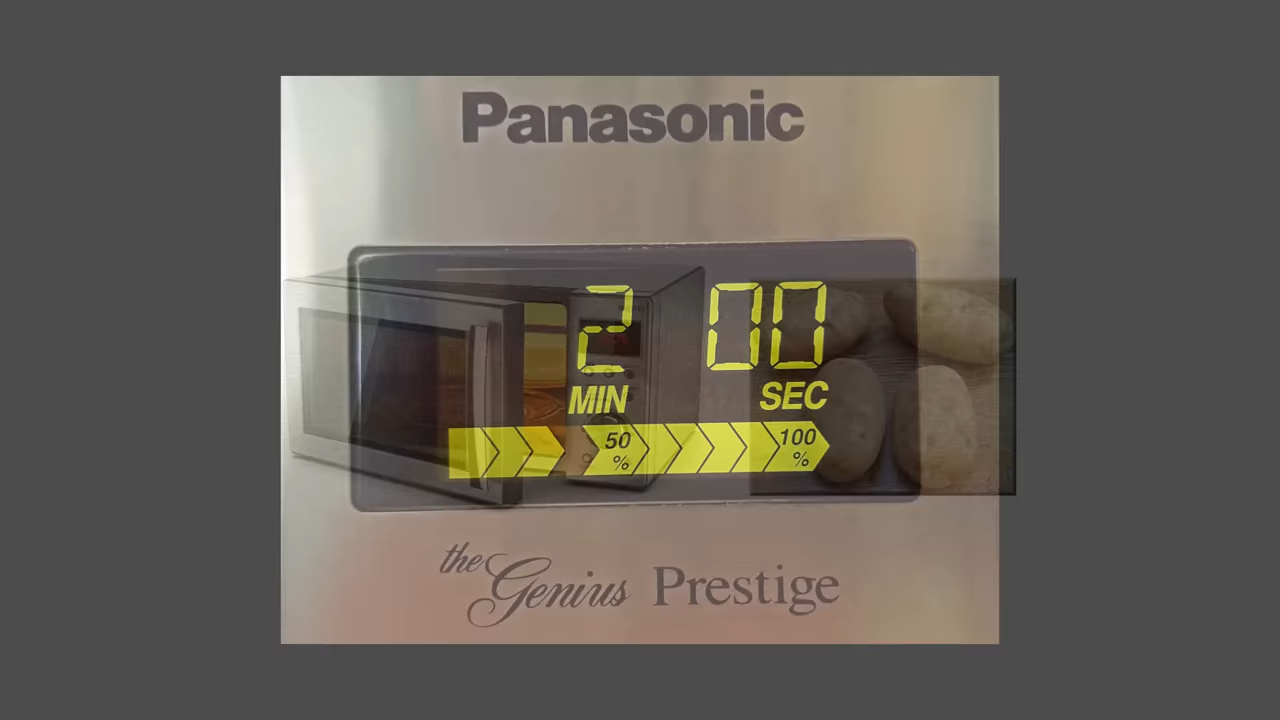 Panasonic
2 00
MIN SEC
50 % 100 %
the Genius Prestige